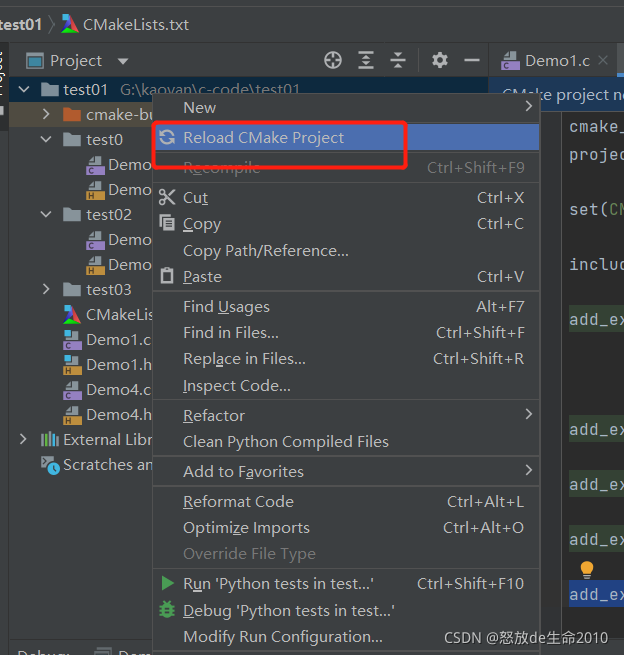 test01 CMakeLists.txt
Project
Demo1.c
test01 G:\kaoyan\c-code\test01
CMake project ne
cmake-bu
test0
Demo
Demo
test02
Demo
Demo
test03
CMakeLis
Demo1.c
Demo1.h
Demo4.c
Demo4.h
External Libr
Scratches an
New
Reload CMake Project
Recompile Ctrl+Shift+F9
Cut Ctrl+X
Copy Ctrl+C
Copy Path/Reference...
Paste Ctrl+V
Find Usages Alt+F7
Find in Files... Ctrl+Shift+F
Replace in Files... Ctrl+Shift+R
Inspect Code...
Refactor
Clean Python Compiled Files
Add to Favorites
Reformat Code Ctrl+Alt+L
Optimize Imports Ctrl+Alt+O
Override File Type
Run 'Python tests in test...' Ctrl+Shift+F10
Debug 'Python tests in test...'
Modify Run Configuration...
cmake_
projec
set(CM
includ
add_ex
add_ex
add_ex
add_ex
add_ex
CSDN @怒放de生命2010